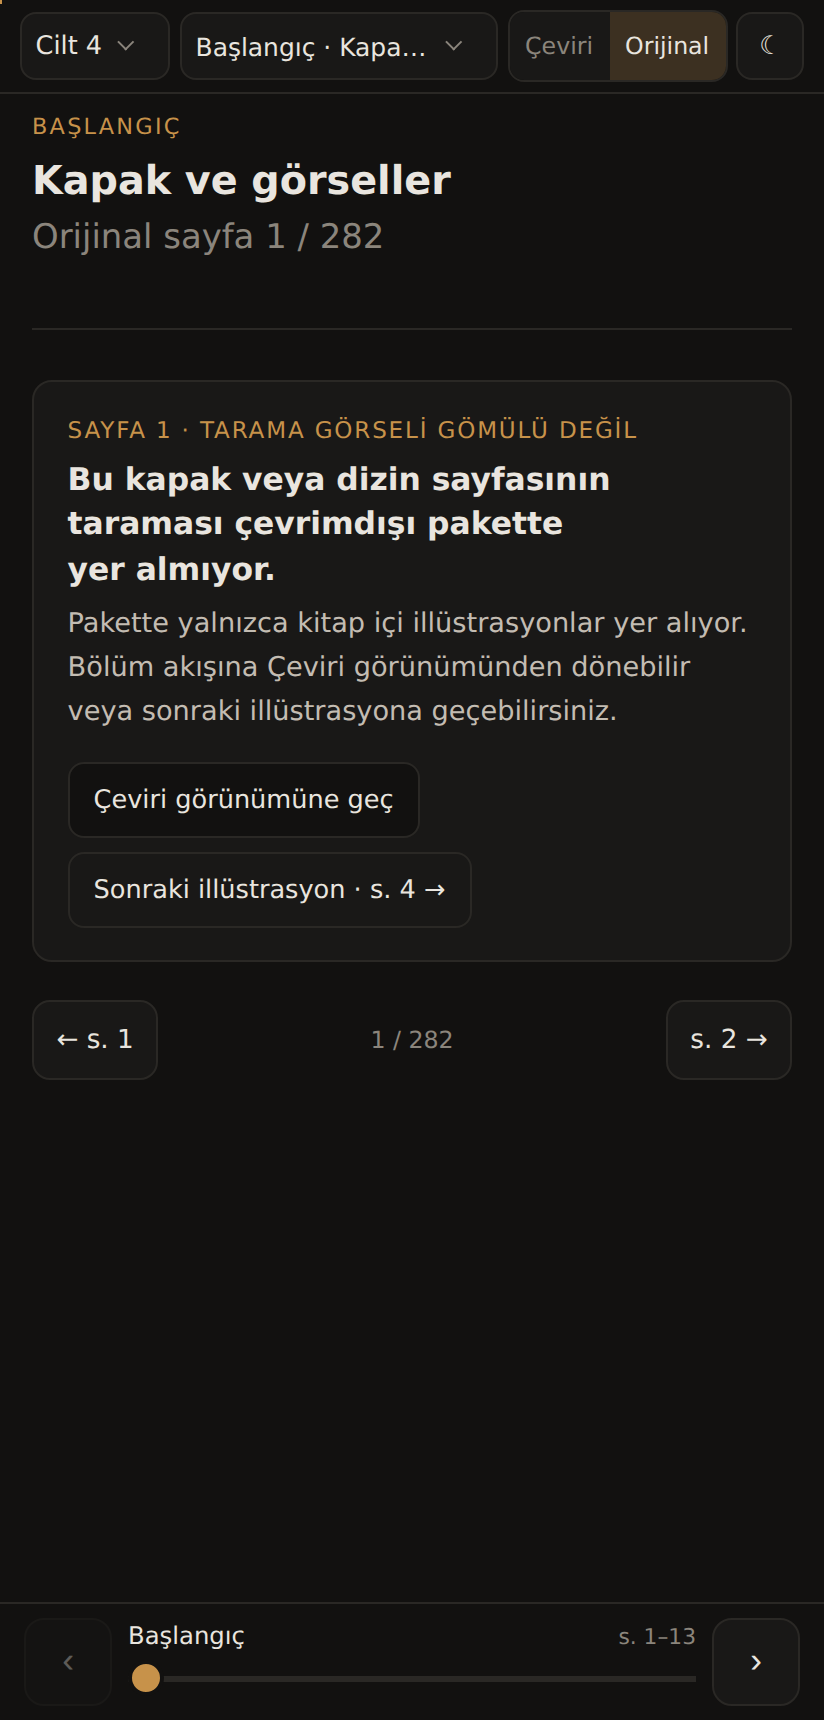 Cilt 4
Başlangıç · Kapa…
Çeviri
Orijinal
BAŞLANGIÇ
Kapak ve görseller
Orijinal sayfa 1 / 282
SAYFA 1 · TARAMA GÖRSELİ GÖMÜLÜ DEĞİL
Bu kapak veya dizin sayfasının
taraması çevrimdışı pakette
yer almıyor.
Pakette yalnızca kitap içi illüstrasyonlar yer alıyor.
Bölüm akışına Çeviri görünümünden dönebilir
veya sonraki illüstrasyona geçebilirsiniz.
Çeviri görünümüne geç
Sonraki illüstrasyon · s. 4 →
← s. 1
1 / 282
s. 2 →
‹
Başlangıç
s. 1–13
›